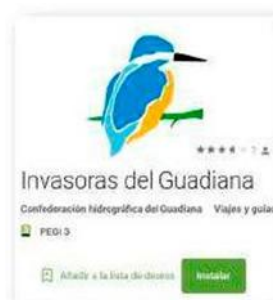 Invasoras del Guadiana
Confederación hidrográfica del Guadiana Viajes y guías
PEGI 3
Añadir a la lista de deseos Instalar